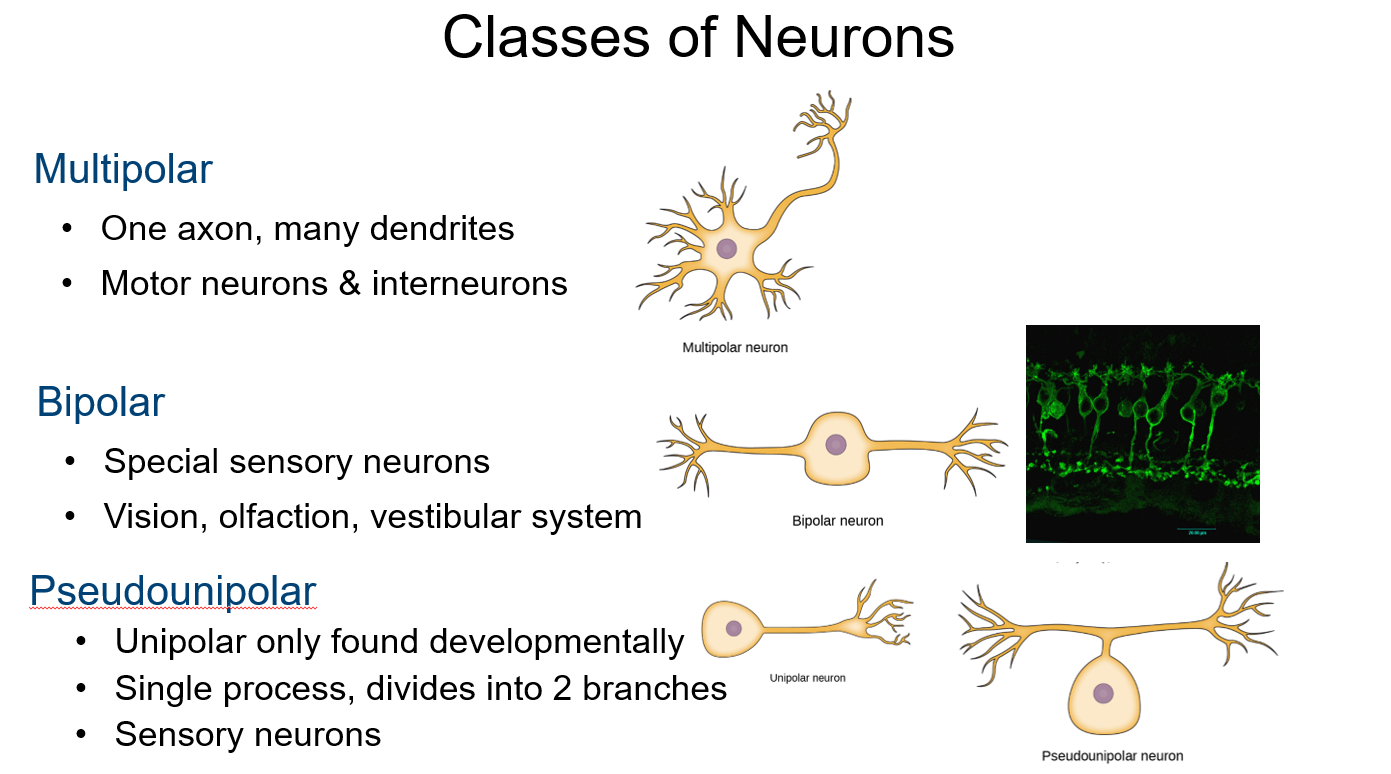 Classes of Neurons
Multipolar
• One axon, many dendrites
• Motor neurons & interneurons
Multipolar neuron
Bipolar
• Special sensory neurons
• Vision, olfaction, vestibular system
Bipolar neuron
Pseudounipolar
• Unipolar only found developmentally
• Single process, divides into 2 branches
• Sensory neurons
Unipolar neuron
Pseudounipolar neuron